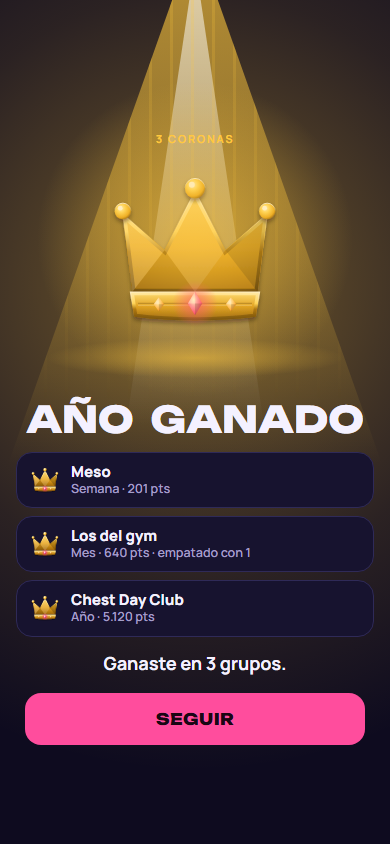 3 CORONAS
AÑO GANADO
Meso
Semana · 201 pts
Los del gym
Mes · 640 pts · empatado con 1
Chest Day Club
Año · 5.120 pts
Ganaste en 3 grupos.
SEGUIR